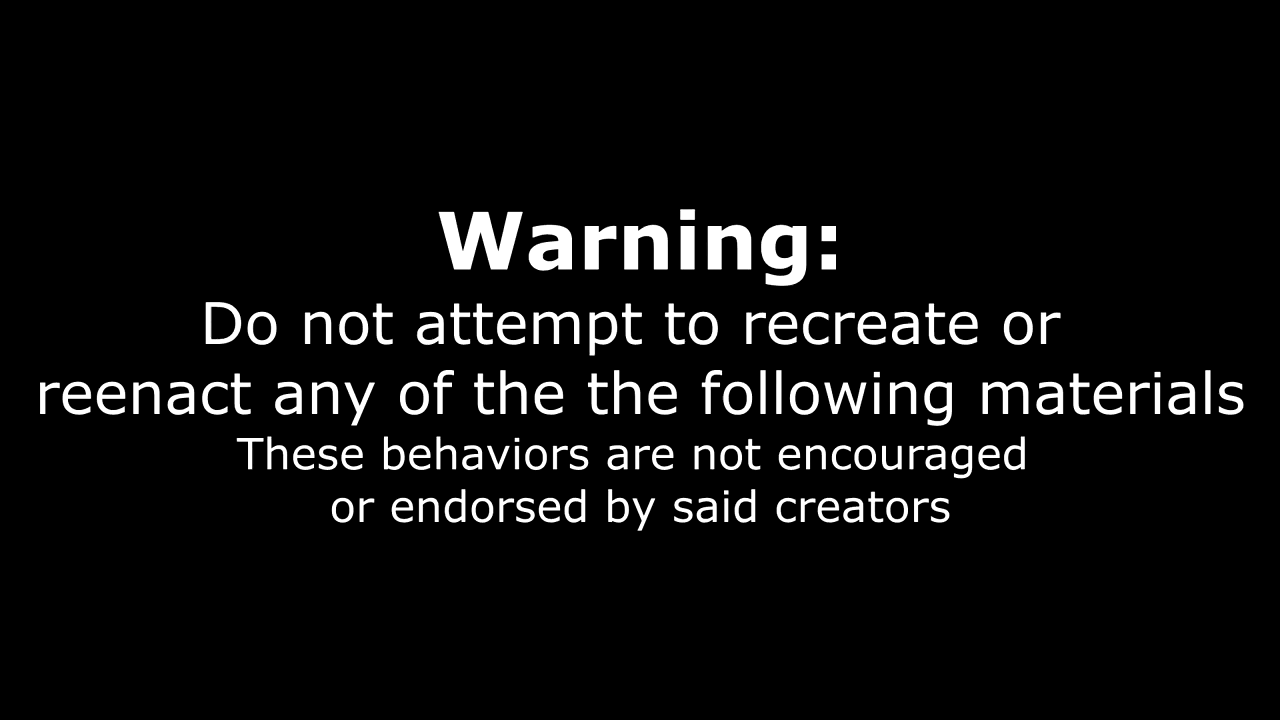 Warning:
Do not attempt to recreate or
reenact any of the the following materials
These behaviors are not encouraged
or endorsed by said creators